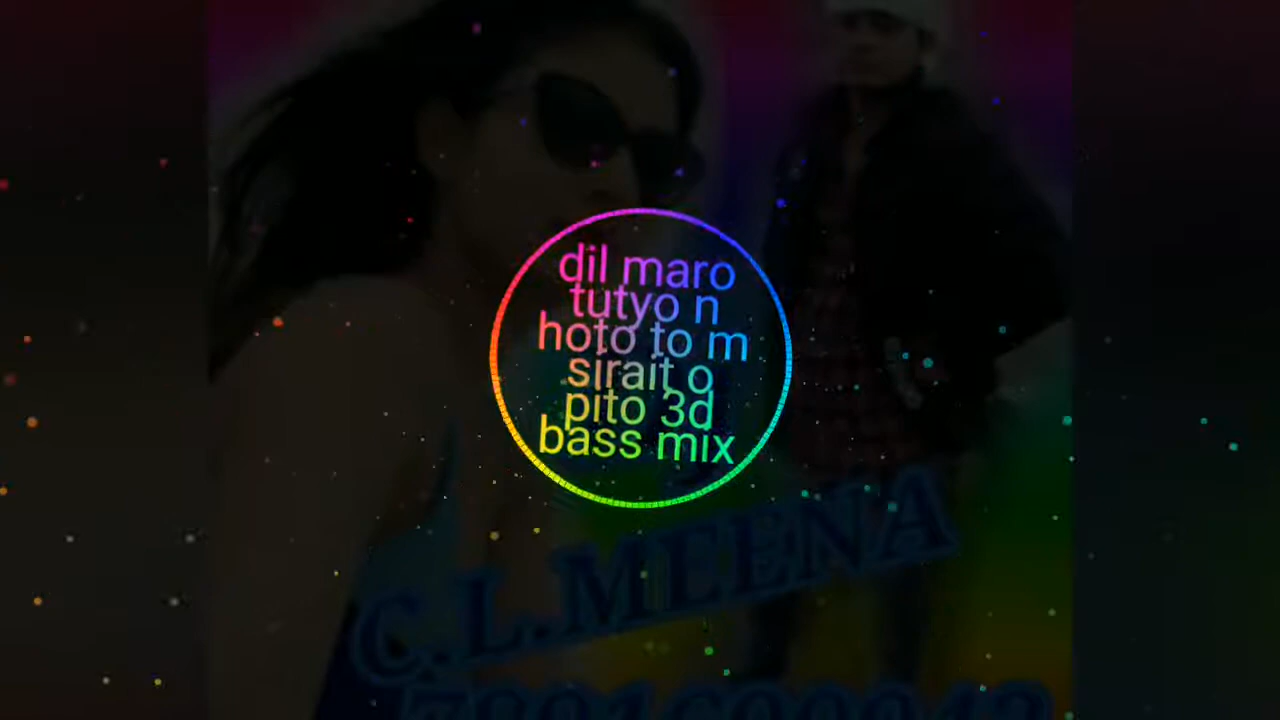 dil maro
tutyo n
hoto to m
sirait o
pito 3d
bass mix
C.L.MEENA